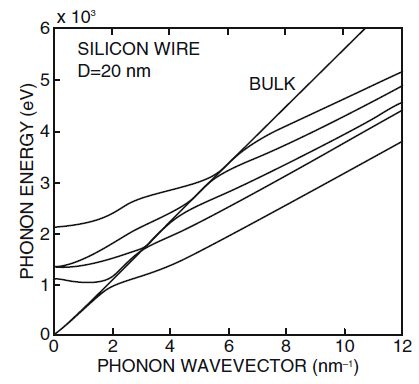 x 10³
6
SILICON WIRE
D=20 nm
BULK
5
4
3
2
1
0
PHONON ENERGY (eV)
0 2 4 6 8 10 12
PHONON WAVEVECTOR (nm⁻¹)